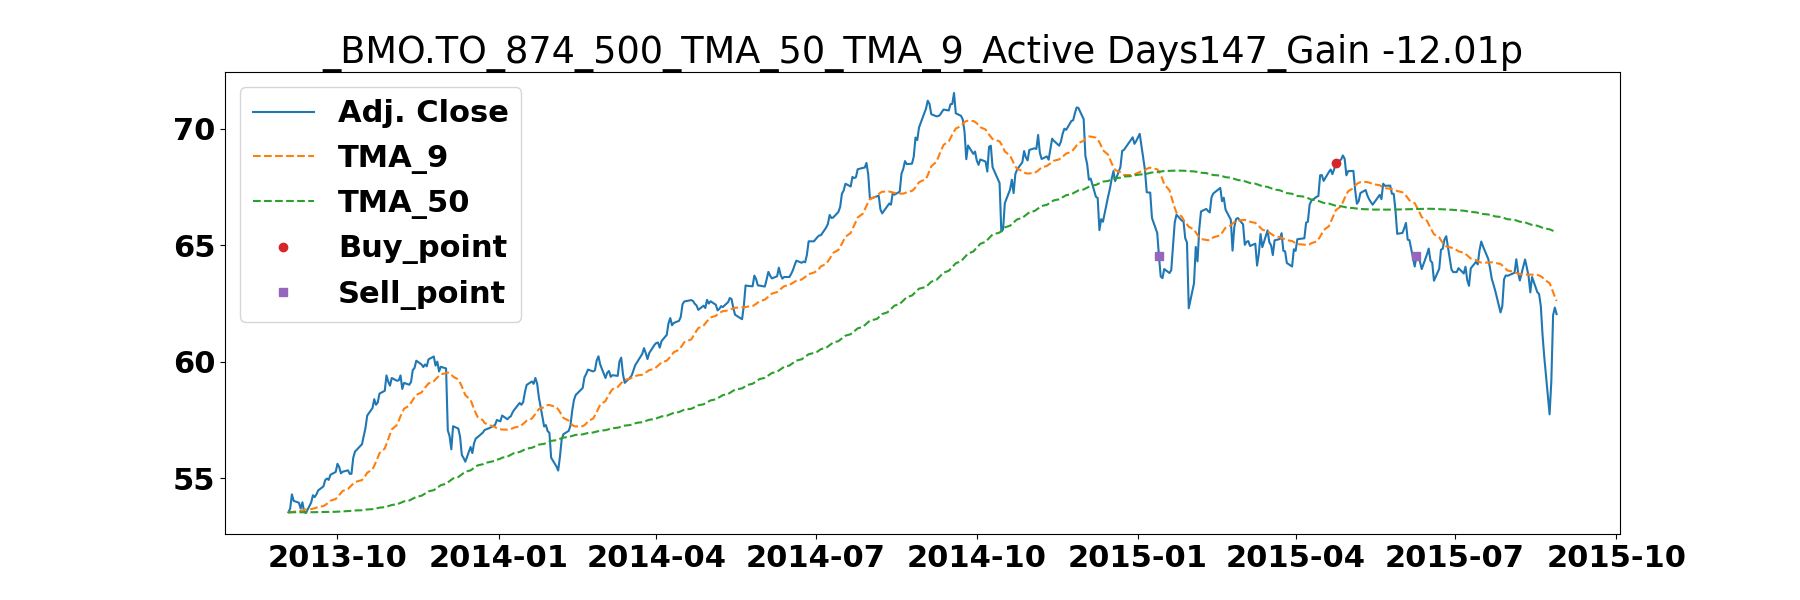 _BMO.TO_874_500_TMA_50_TMA_9_Active Days147_Gain -12.01p
Adj. Close
TMA_9
TMA_50
Buy_point
Sell_point
70
65
60
55
2013-10 2014-01 2014-04 2014-07 2014-10 2015-01 2015-04 2015-07 2015-10